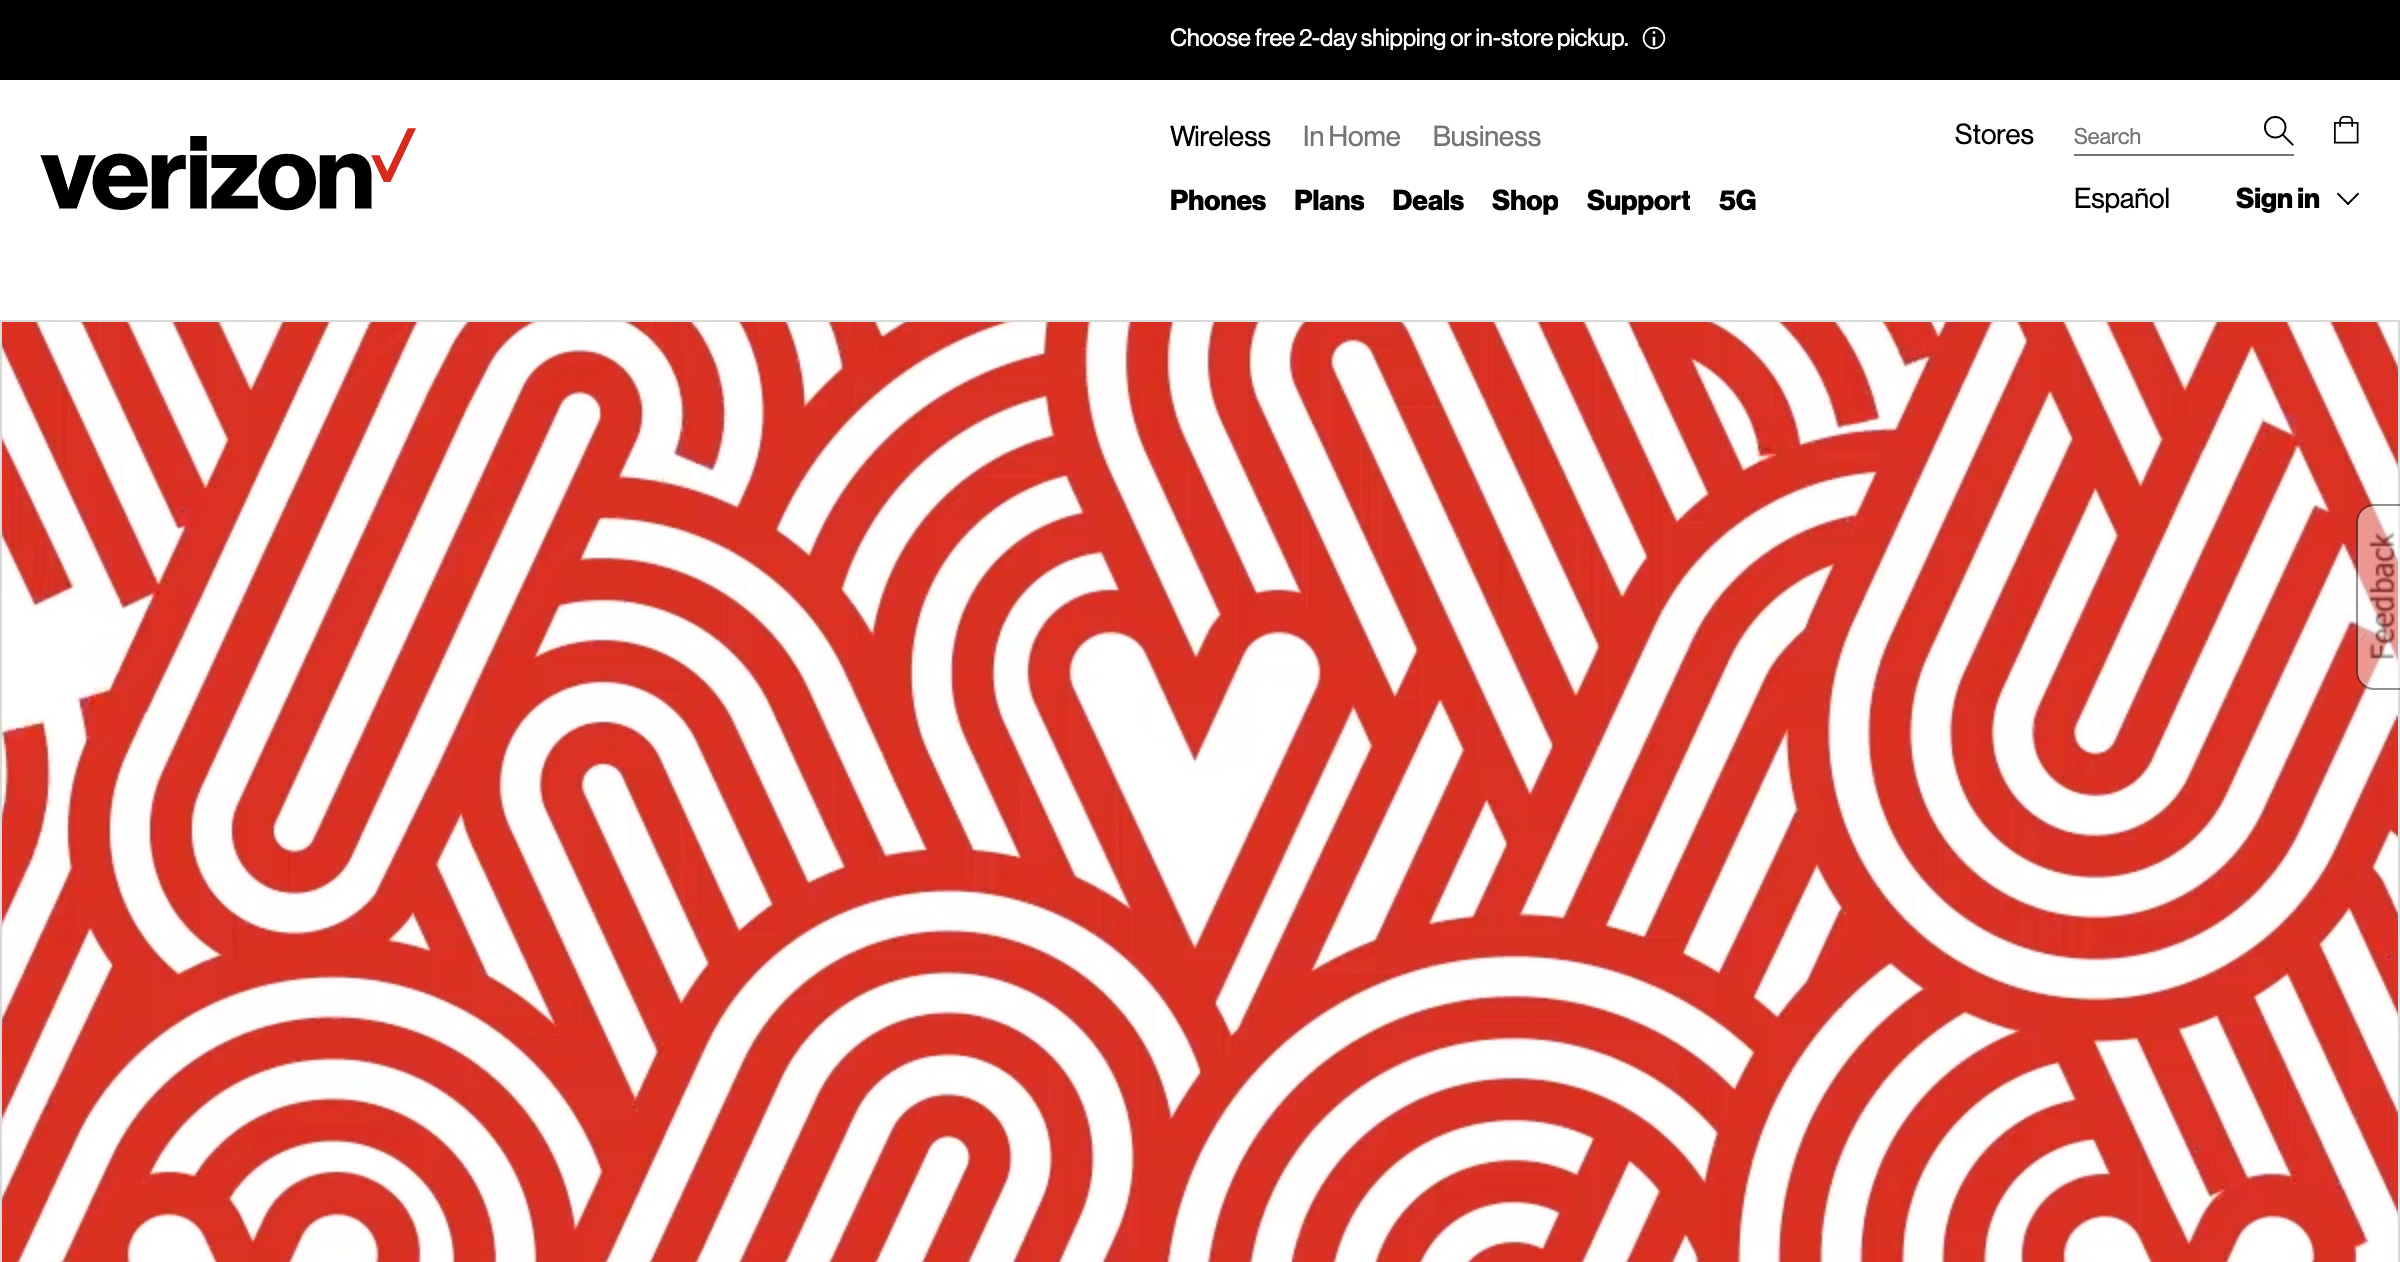 Choose free 2-day shipping or in-store pickup.
verizon
Wireless In Home Business
Stores Search
Phones Plans Deals Shop Support 5G
Español Sign in
Feedback